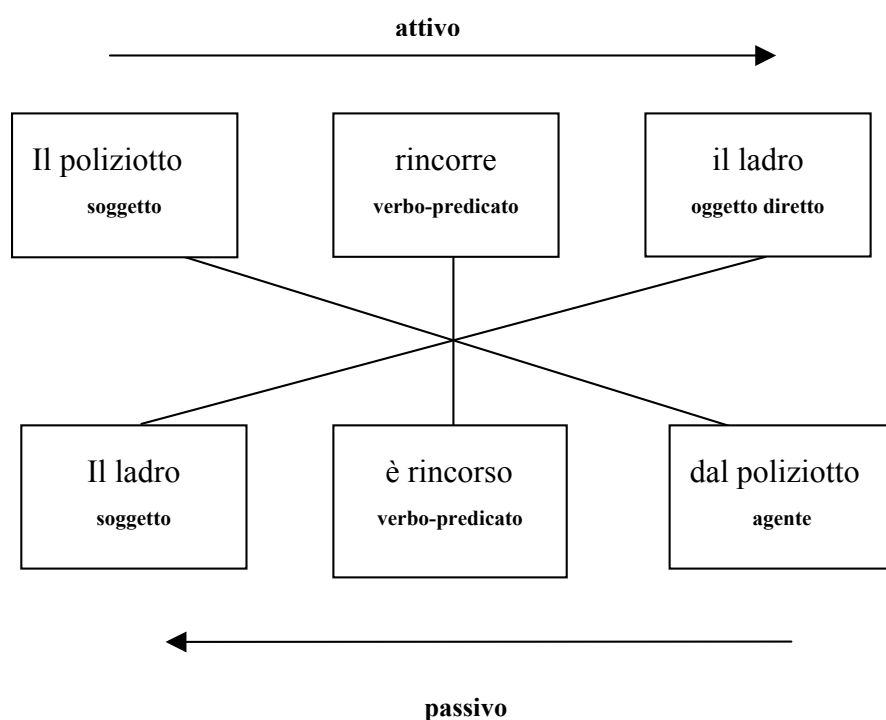 attivo
Il poliziotto rincorre il ladro
soggetto verbo-predicato oggetto diretto
Il ladro è rincorso dal poliziotto
soggetto verbo-predicato agente
passivo